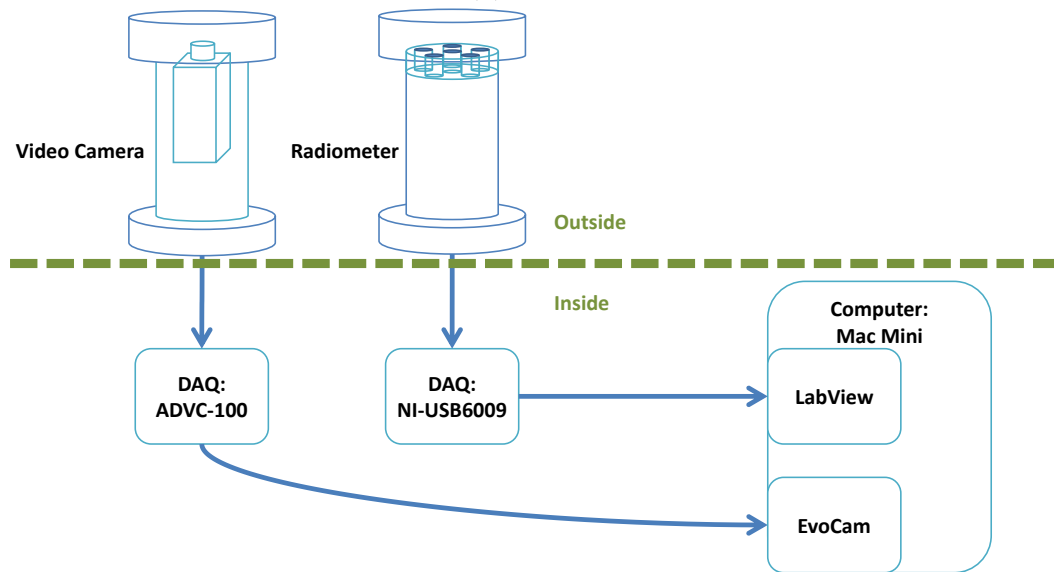 Video Camera
Radiometer
Outside
Inside
Computer:
Mac Mini
DAQ:
ADVC-100
DAQ:
NI-USB6009
LabView
EvoCam